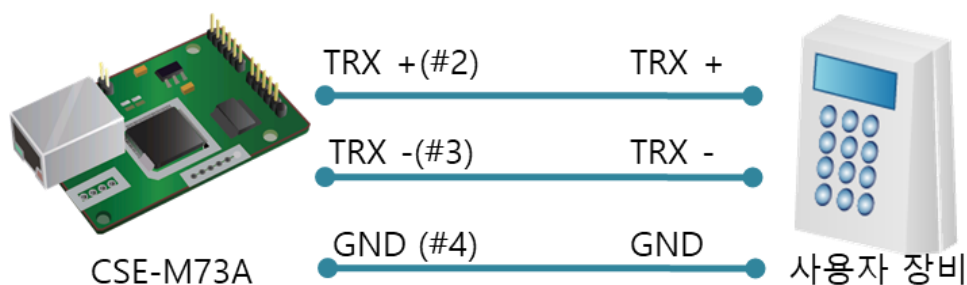 TRX +(#2) TRX +
TRX -(#3) TRX -
GND (#4) GND
CSE-M73A 사용자 장비